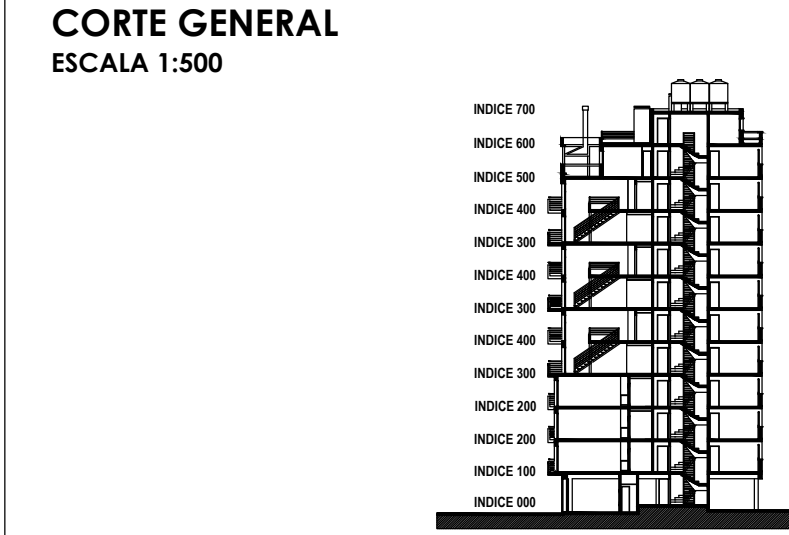 CORTE GENERAL
ESCALA 1:500
INDICE 700
INDICE 600
INDICE 500
INDICE 400
INDICE 300
INDICE 400
INDICE 300
INDICE 400
INDICE 300
INDICE 200
INDICE 200
INDICE 100
INDICE 000